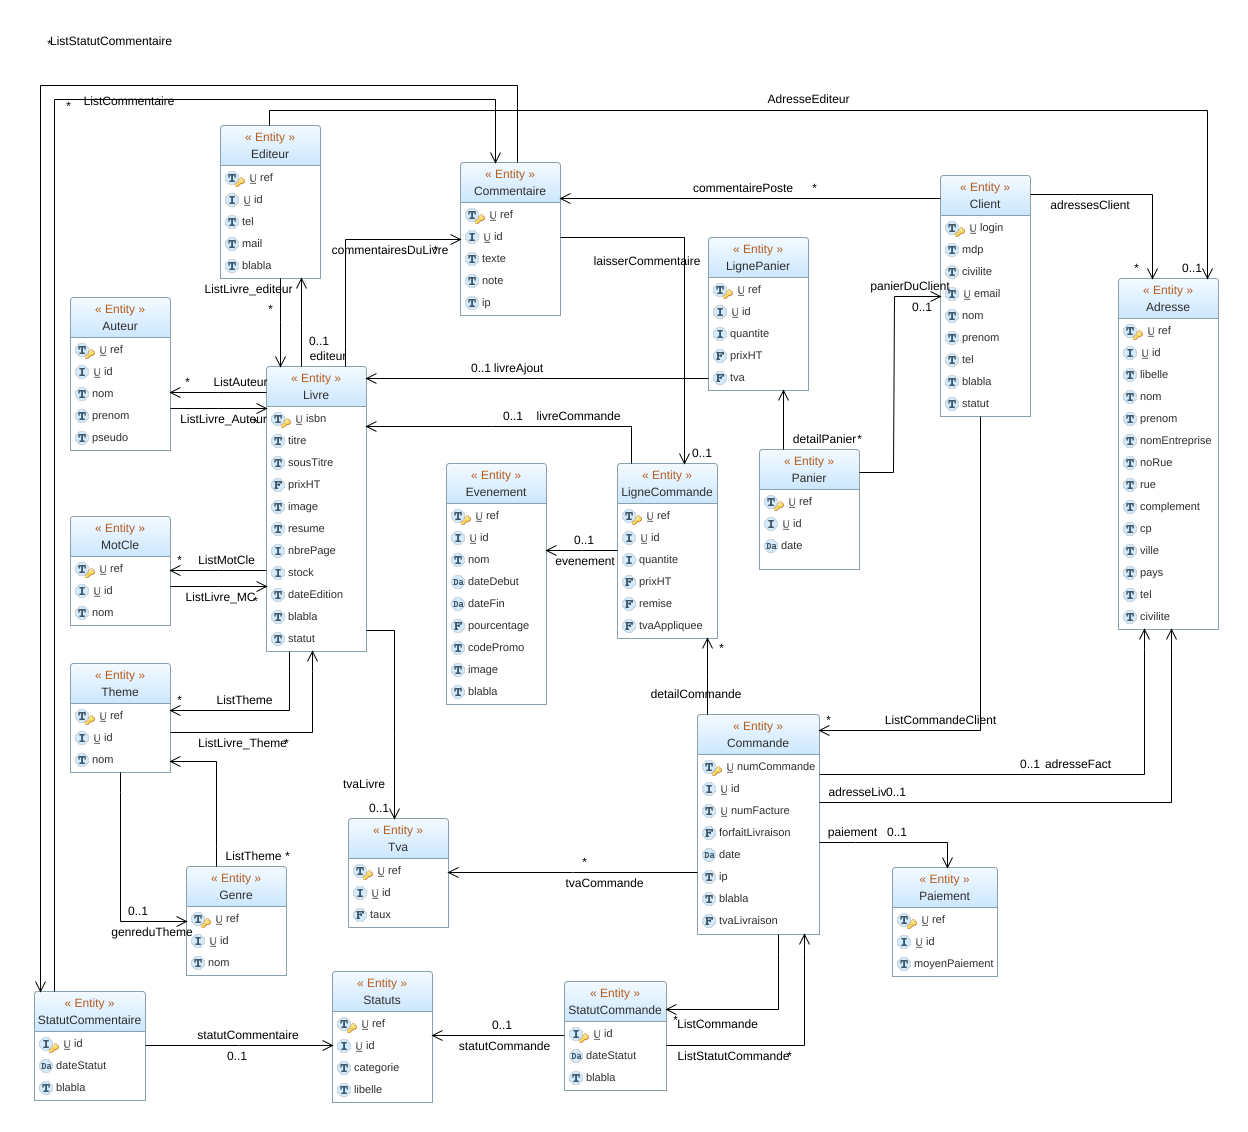 *ListStatutCommentaire
* ListCommentaire
AdresseEditeur
« Entity »
Editeur
U ref
U id
tel
mail
blabla
« Entity »
Commentaire
U ref
U id
texte
note
ip
commentairePoste *
« Entity »
Client
U login
mdp
civilite
U email
nom
prenom
tel
blabla
statut
adressesClient
* 0..1
« Entity »
Adresse
U ref
U id
libelle
nom
prenom
nomEntreprise
noRue
rue
complement
cp
ville
pays
tel
civilite
commentairesDuLivre *
laisserCommentaire
0..1
« Entity »
LignePanier
U ref
U id
quantite
prixHT
tva
panierDuClient
0..1
ListLivre_editeur
*
0..1
editeur
« Entity »
Auteur
U ref
U id
nom
prenom
pseudo
* ListAuteur
ListLivre_Auteur *
« Entity »
Livre
U isbn
titre
sousTitre
prixHT
image
resume
nbrePage
stock
dateEdition
blabla
statut
0..1 livreAjout
0..1 livreCommande
detailPanier *
« Entity »
Panier
U ref
U id
date
« Entity »
Evenement
U ref
U id
nom
dateDebut
dateFin
pourcentage
codePromo
image
blabla
0..1
evenement
« Entity »
LigneCommande
U ref
U id
quantite
prixHT
remise
tvaAppliquee
« Entity »
MotCle
U ref
U id
nom
* ListMotCle
ListLivre_MC *
« Entity »
Theme
U ref
U id
nom
* ListTheme
ListLivre_Theme *
*
detailCommande
« Entity »
Commande
U numCommande
U id
U numFacture
forfaitLivraison
date
ip
blabla
tvaLivraison
* ListCommandeClient
0..1 adresseFact
adresseLiv 0..1
paiement 0..1
« Entity »
Paiement
U ref
U id
moyenPaiement
tvaLivre
0..1
« Entity »
Tva
U ref
U id
taux
*
tvaCommande
ListTheme *
« Entity »
Genre
U ref
U id
nom
0..1
genreduTheme
« Entity »
StatutCommentaire
U id
dateStatut
blabla
statutCommentaire
0..1
« Entity »
Statuts
U ref
U id
categorie
libelle
0..1
statutCommande
« Entity »
StatutCommande
U id
dateStatut
blabla
* ListCommande
ListStatutCommande *